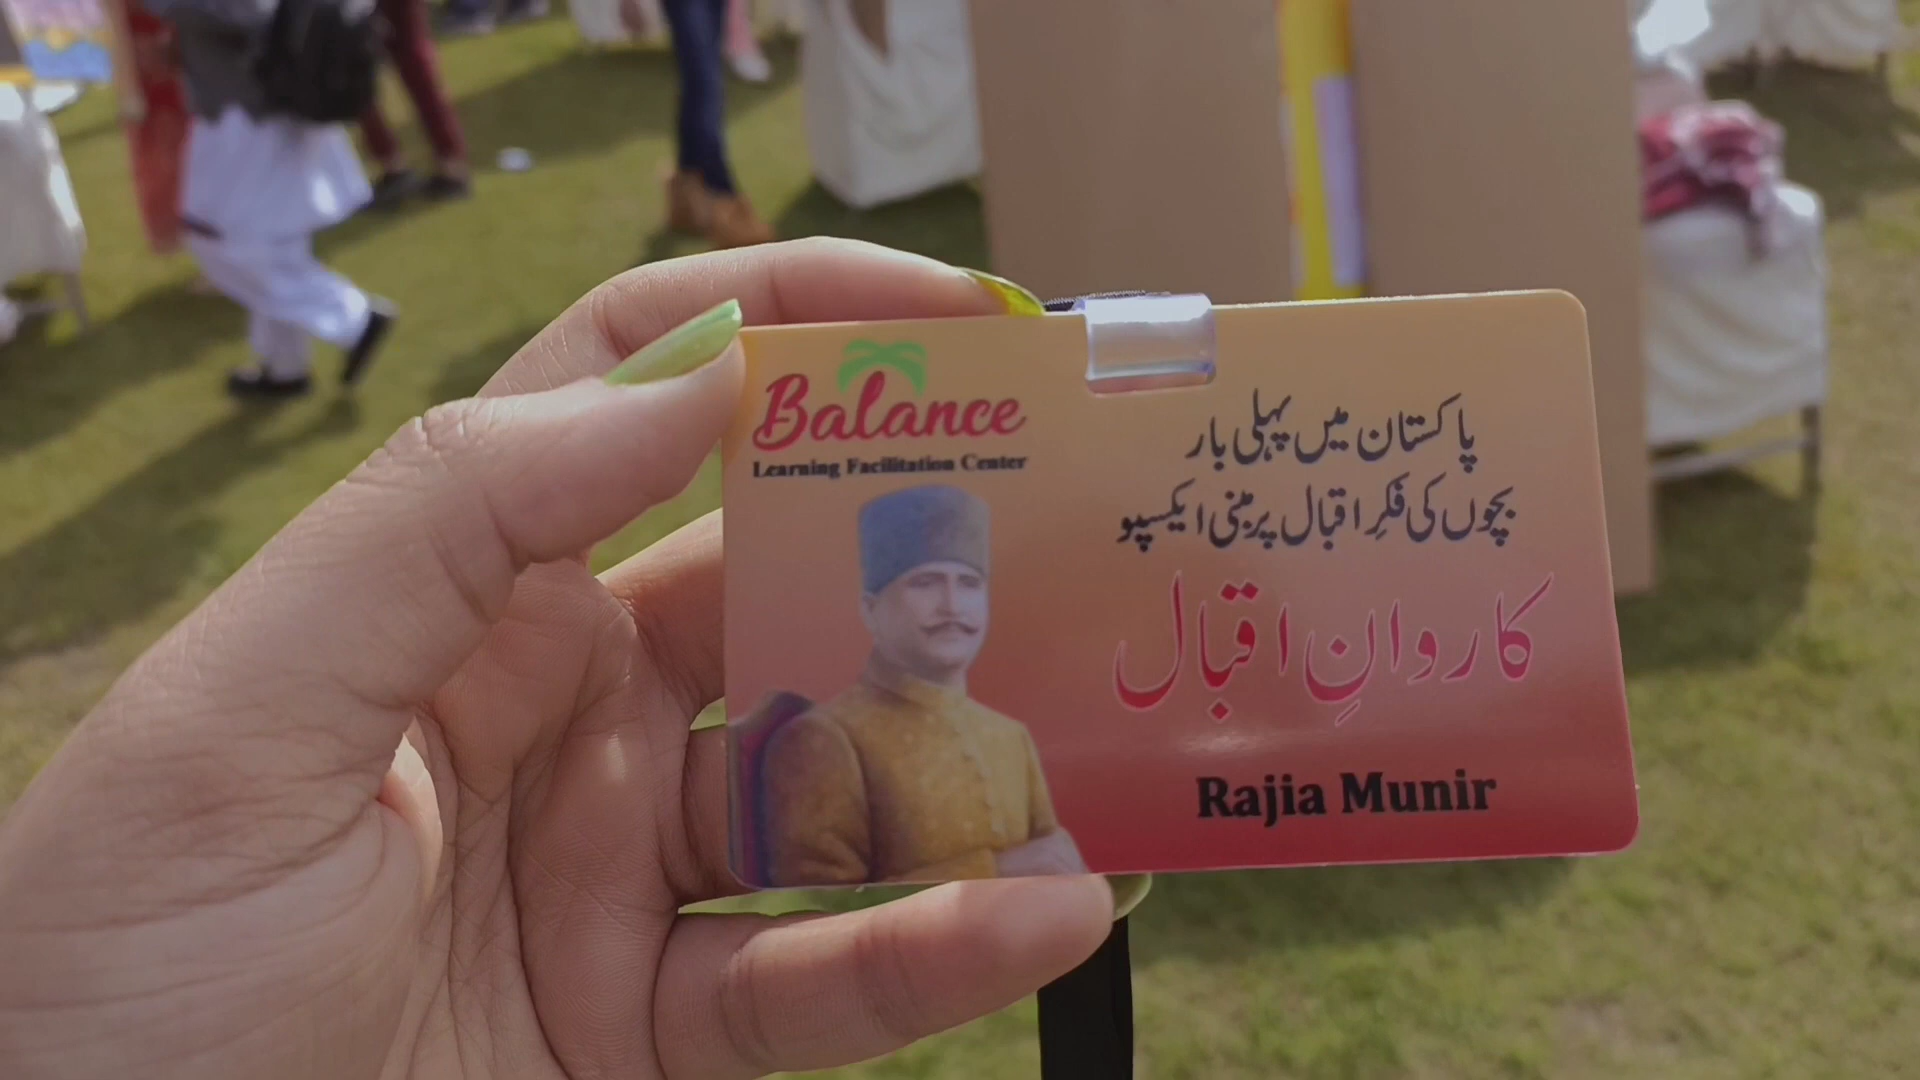 Balance
Learning Facilitation Center
پاکستان میں پہلی بار
بچوں کی فکرِ اقبال پر مبنی ایکسپو
کاروانِ اقبال
Rajia Munir